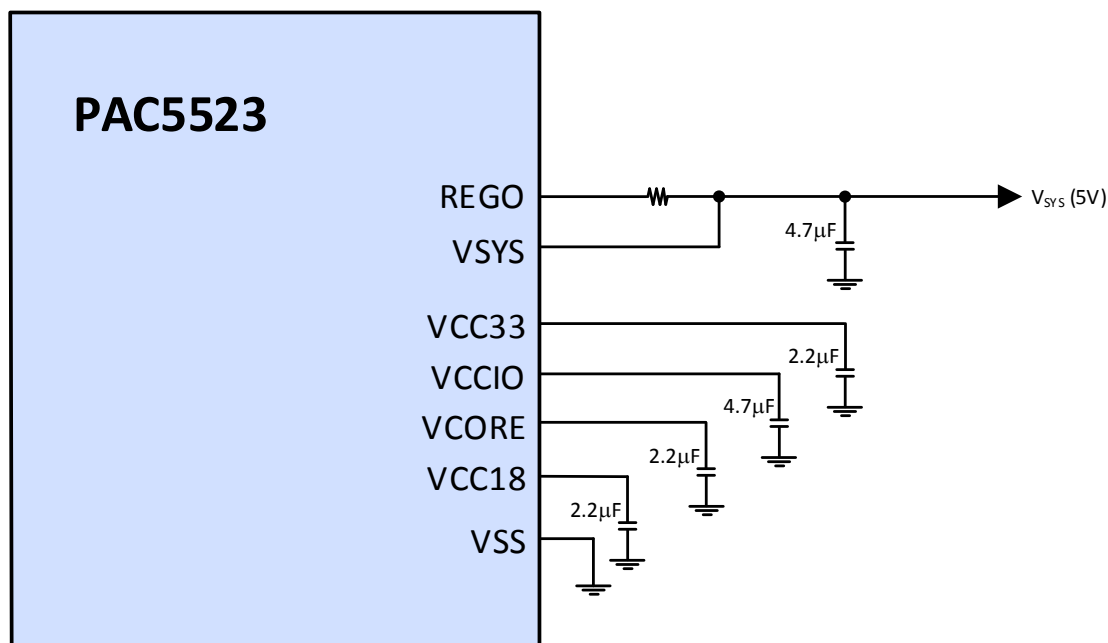 PAC5523
REGO
V_SYS (5V)
4.7µF
VSYS
VCC33
2.2µF
VCCIO
4.7µF
VCORE
2.2µF
VCC18
2.2µF
VSS